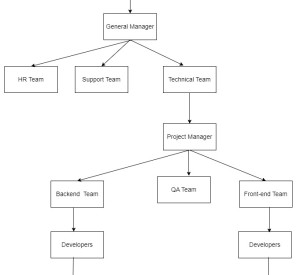 General Manager
HR Team
Support Team
Technical Team
Project Manager
Backend  Team
QA Team
Front-end Team
Developers
Developers